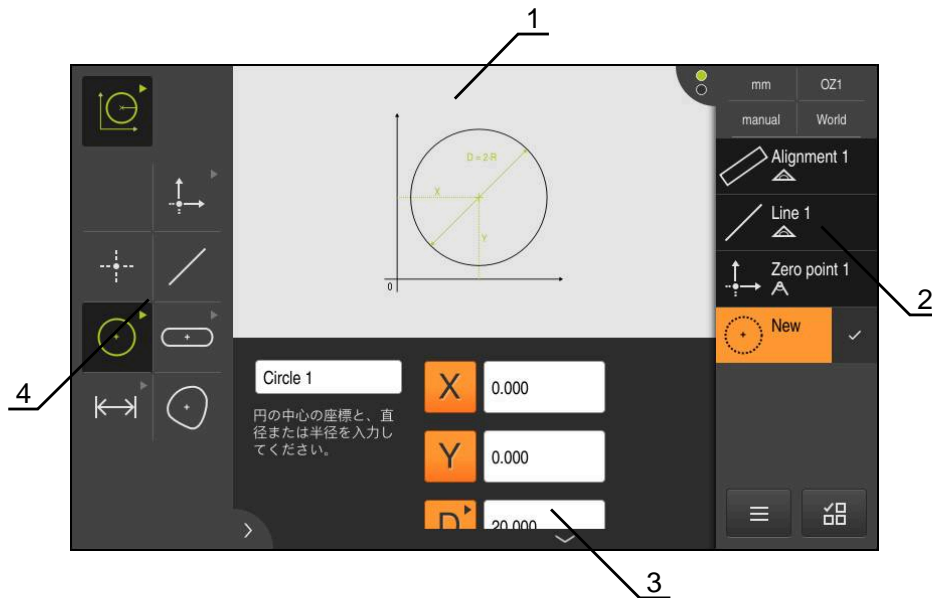 1
mm
OZ1
manual
World
Alignment 1
D = 2·R
X
Line 1
Y
Zero point 1
0
2
New
4
Circle 1
X
0.000
円の中心の座標と、直
径または半径を入力し
てください。
Y
0.000
D
20.000
3